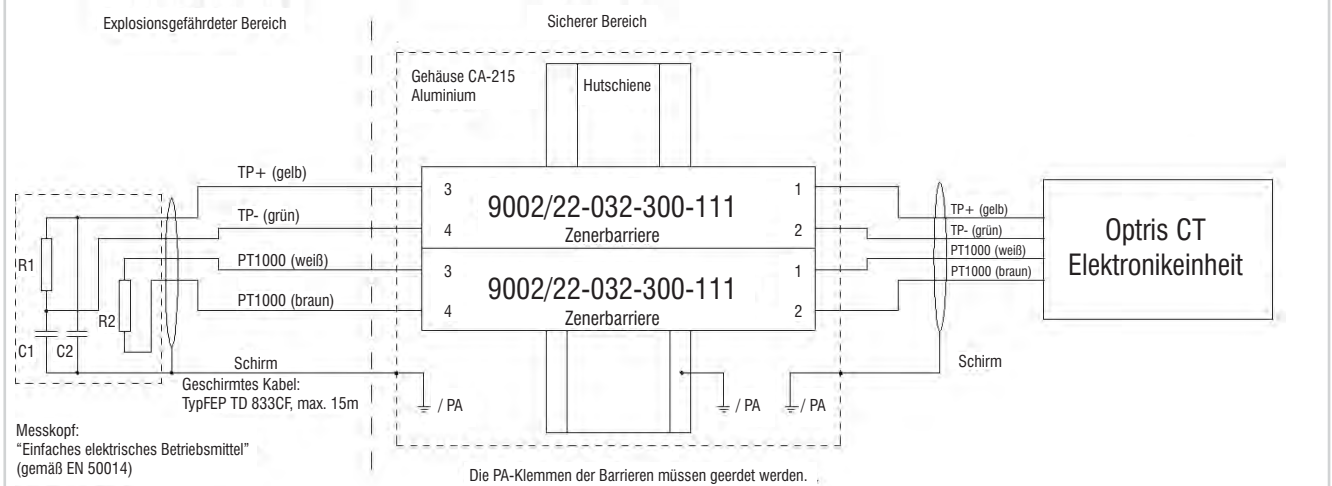 Explosionsgefährdeter Bereich
Sicherer Bereich
Gehäuse CA-215
Aluminium
Hutschiene
TP+ (gelb)
TP- (grün)
PT1000 (weiß)
PT1000 (braun)
3
4
9002/22-032-300-111
Zenerbarriere
1
2
3
4
9002/22-032-300-111
Zenerbarriere
1
2
TP+ (gelb)
TP- (grün)
PT1000 (weiß)
PT1000 (braun)
Optris CT
Elektronikeinheit
R1
R2
C1
C2
Schirm
Geschirmtes Kabel:
TypFEP TD 833CF, max. 15m
/ PA
/ PA
/ PA
Schirm
Messkopf:
“Einfaches elektrisches Betriebsmittel”
(gemäß EN 50014)
Die PA-Klemmen der Barrieren müssen geerdet werden.